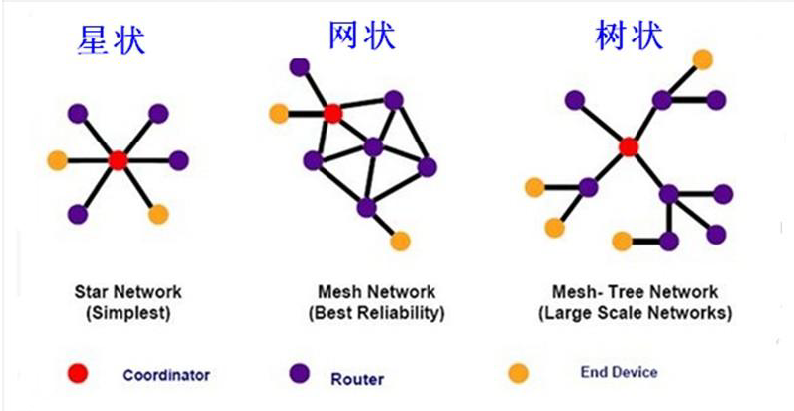 星状
网状
树状
Star Network
(Simplest)
Mesh Network
(Best Reliability)
Mesh- Tree Network
(Large Scale Networks)
Coordinator
Router
End Device